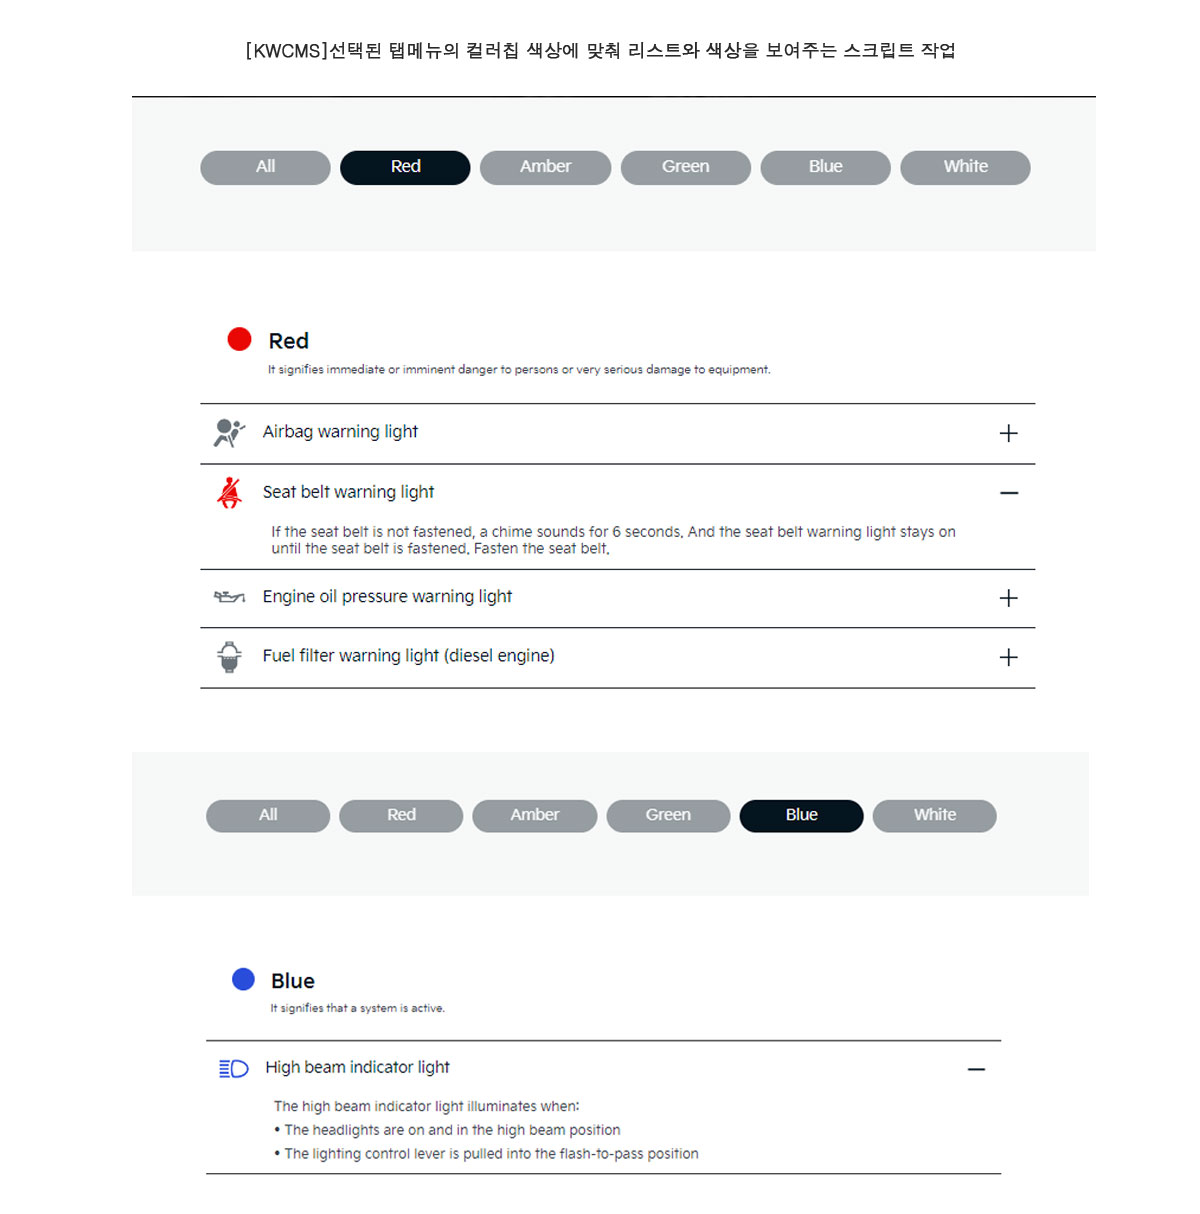 [KWCMS]선택된 탭메뉴의 컬러칩 색상에 맞춰 리스트와 색상을 보여주는 스크립트 작업
All Red Amber Green Blue White
Red
It signifies immediate or imminent danger to persons or very serious damage to equipment.
Airbag warning light
Seat belt warning light
If the seat belt is not fastened, a chime sounds for 6 seconds. And the seat belt warning light stays on
until the seat belt is fastened. Fasten the seat belt.
Engine oil pressure warning light
Fuel filter warning light (diesel engine)
All Red Amber Green Blue White
Blue
It signifies that a system is active.
High beam indicator light
The high beam indicator light illuminates when:
• The headlights are on and in the high beam position
• The lighting control lever is pulled into the flash-to-pass position